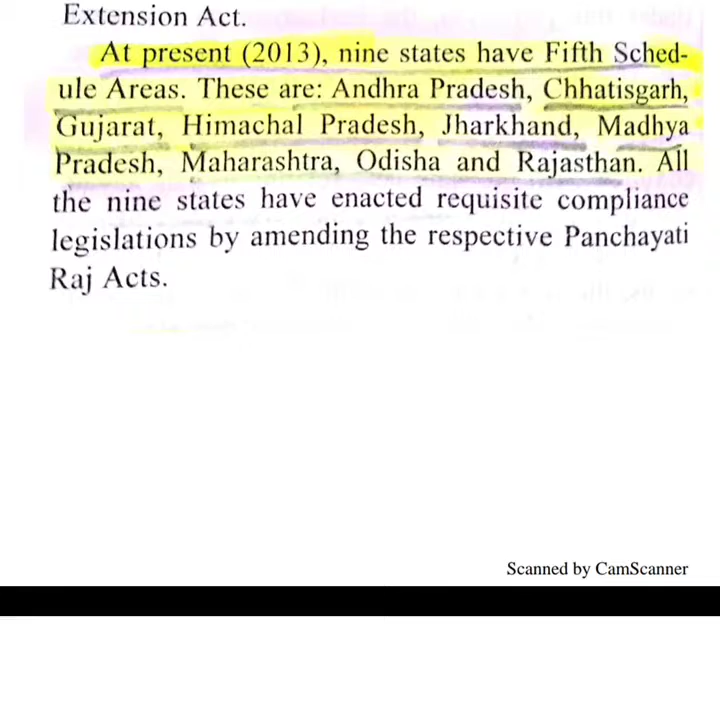 Extension Act.
At present (2013), nine states have Fifth Sched-
ule Areas. These are: Andhra Pradesh, Chhatisgarh,
Gujarat, Himachal Pradesh, Jharkhand, Madhya
Pradesh, Maharashtra, Odisha and Rajasthan. All
the nine states have enacted requisite compliance
legislations by amending the respective Panchayati
Raj Acts.
Scanned by CamScanner